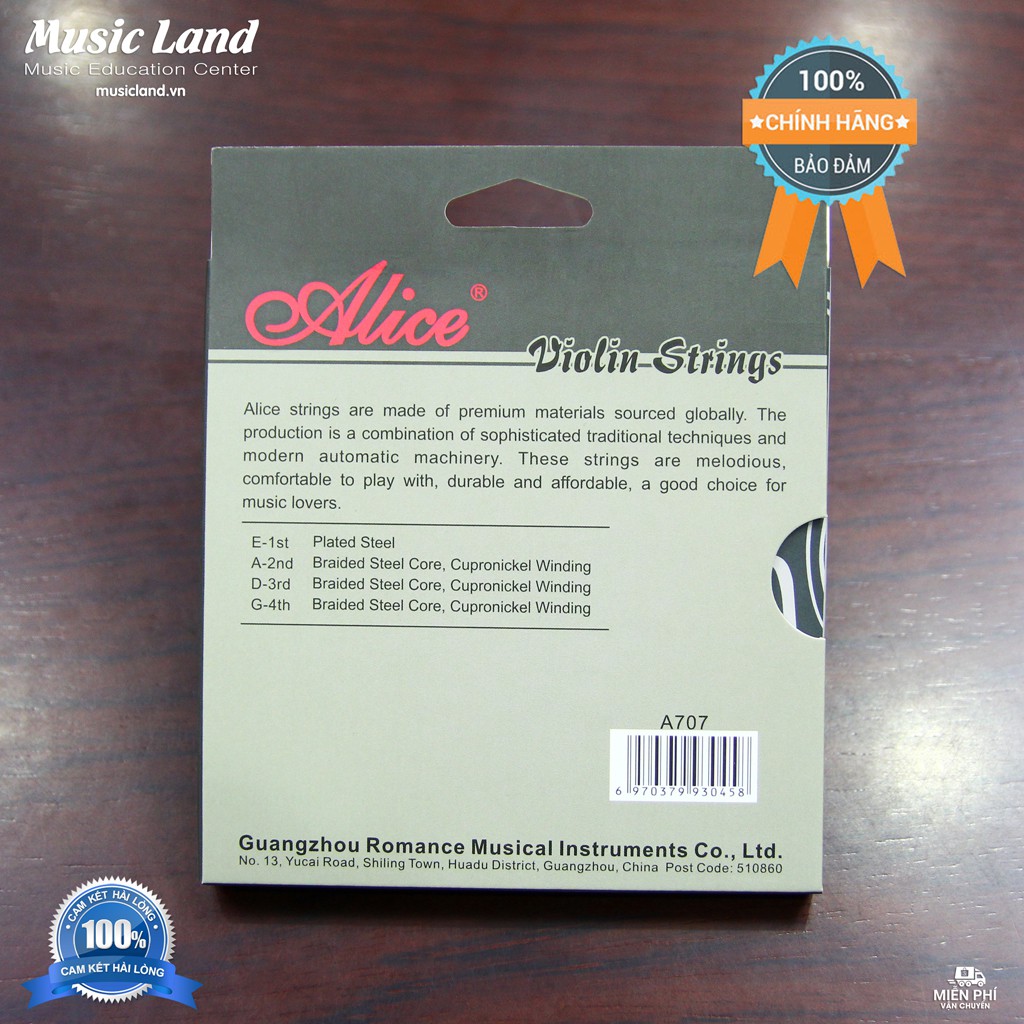 Music Land
Music Education Center
musicland.vn
100%
CHÍNH HÃNG
BẢO ĐẢM
Alice®
Violin Strings
Alice strings are made of premium materials sourced globally. The
production is a combination of sophisticated traditional techniques and
modern automatic machinery. These strings are melodious,
comfortable to play with, durable and affordable, a good choice for
music lovers.
E-1st Plated Steel
A-2nd Braided Steel Core, Cupronickel Winding
D-3rd Braided Steel Core, Cupronickel Winding
G-4th Braided Steel Core, Cupronickel Winding
A707
6 970379 930458
Guangzhou Romance Musical Instruments Co., Ltd.
No. 13, Yucai Road, Shiling Town, Huadu District, Guangzhou, China Post Code: 510860
CAM KẾT HÀI LÒNG
100%
CAM KẾT HÀI LÒNG
MIỄN PHÍ
VẬN CHUYỂN